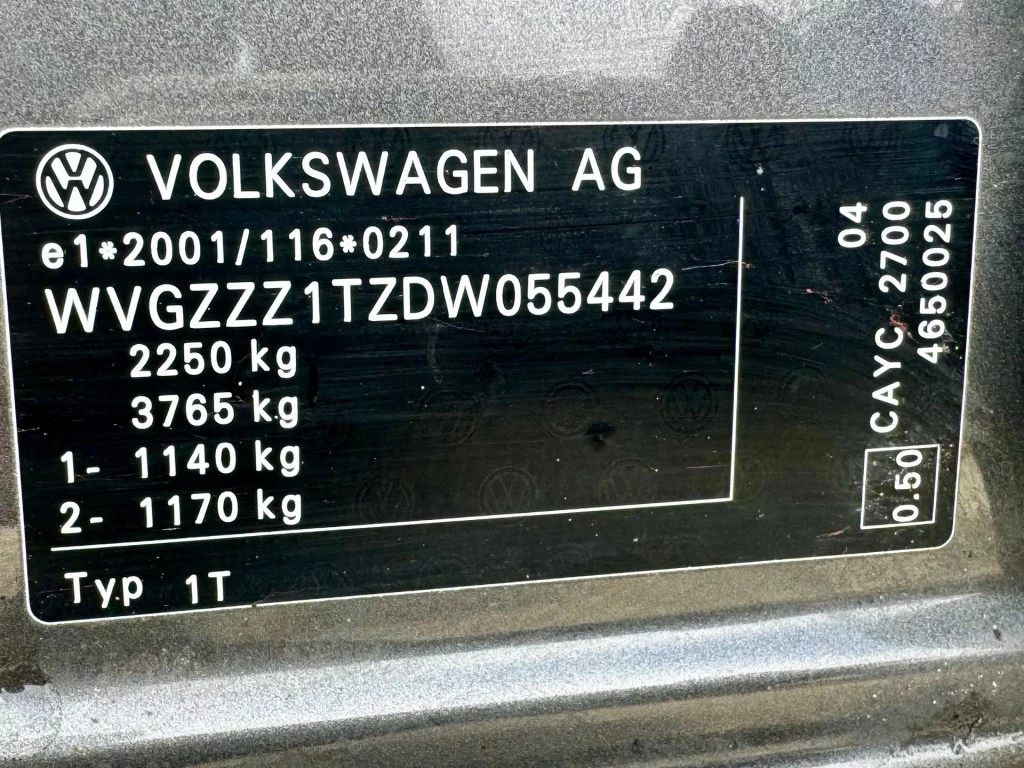 VOLKSWAGEN AG
e1*2001/116*0211
WVGZZZ1TZDW055442
2250 kg
3765 kg
1- 1140 kg
2- 1170 kg
Typ 1T
04
0.50 CAYC 2700
4650025